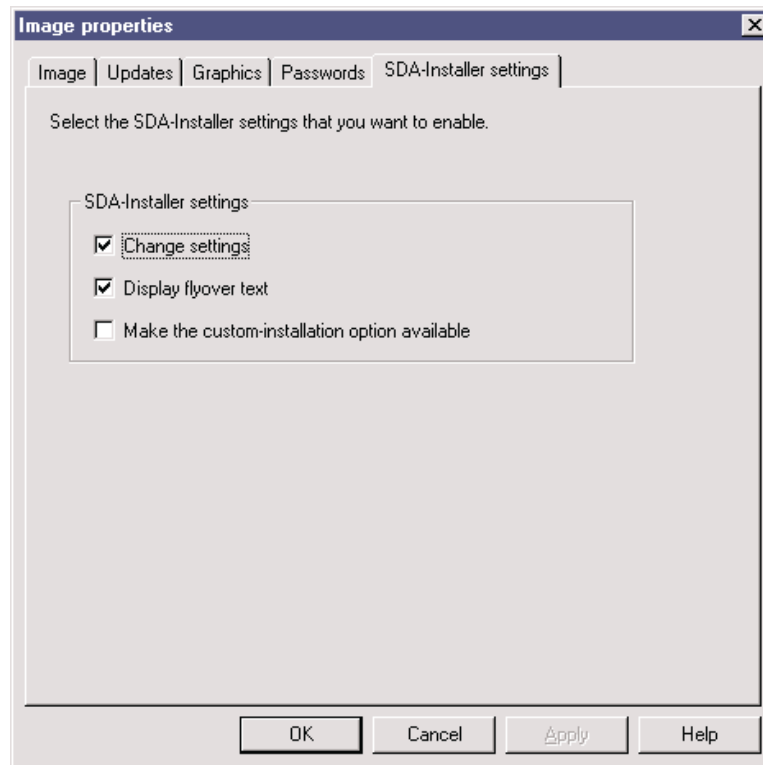 Image properties
Image Updates Graphics Passwords SDA-Installer settings
Select the SDA-Installer settings that you want to enable.
SDA-Installer settings
Change settings
Display flyover text
Make the custom-installation option available
OK Cancel Apply Help